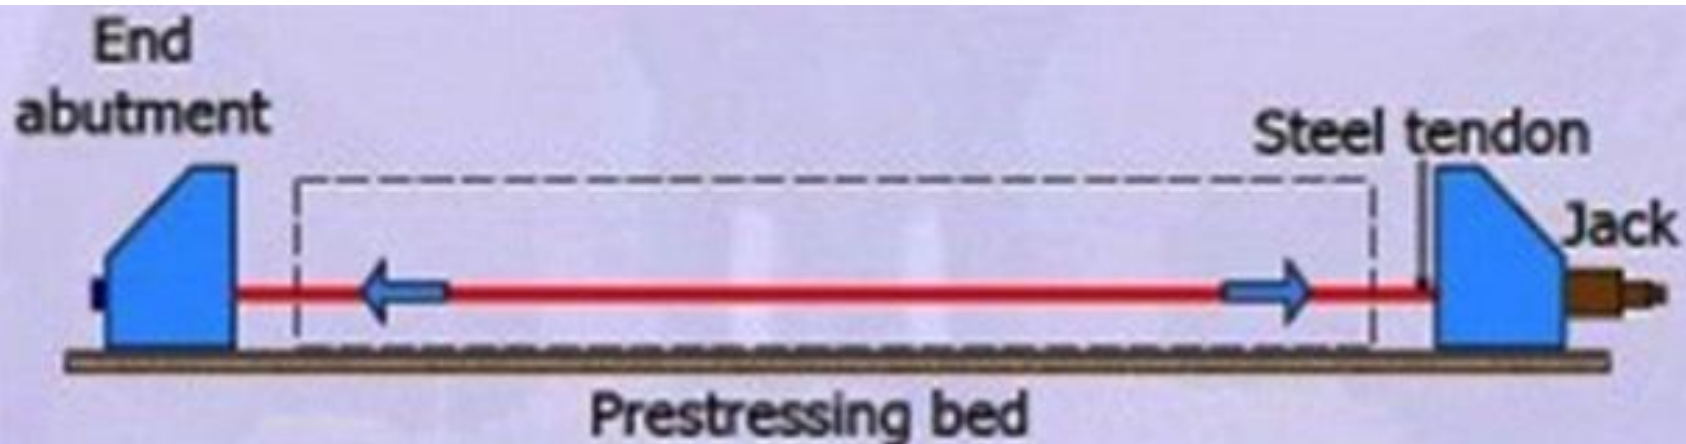 End
abutment
Steel tendon
Jack
Prestressing bed